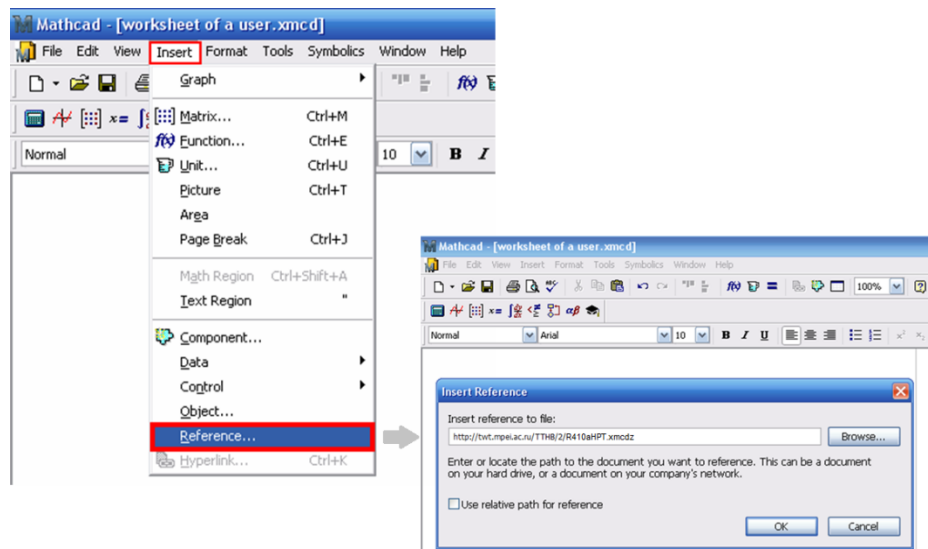 Mathcad - [worksheet of a user.xmcd]
File Edit View Insert Format Tools Symbolics Window Help
Graph
Matrix... Ctrl+M
Function... Ctrl+E
Unit... Ctrl+U
Picture Ctrl+T
Area
Page Break Ctrl+J
Math Region Ctrl+Shift+A
Text Region "
Component...
Data
Control
Object...
Reference...
Hyperlink... Ctrl+K
f(x)
x=
Normal 10 B I
Mathcad - [worksheet of a user.xmcd]
File Edit View Insert Format Tools Symbolics Window Help
f(x) = 100% ?
x= αβ
Normal Arial 10 B I U
Insert Reference
Insert reference to file:
http://twt.mpei.ac.ru/TTHB/2/R410aHPT.xmcdz Browse...
Enter or locate the path to the document you want to reference. This can be a document
on your hard drive, or a document on your company's network.
Use relative path for reference
OK Cancel